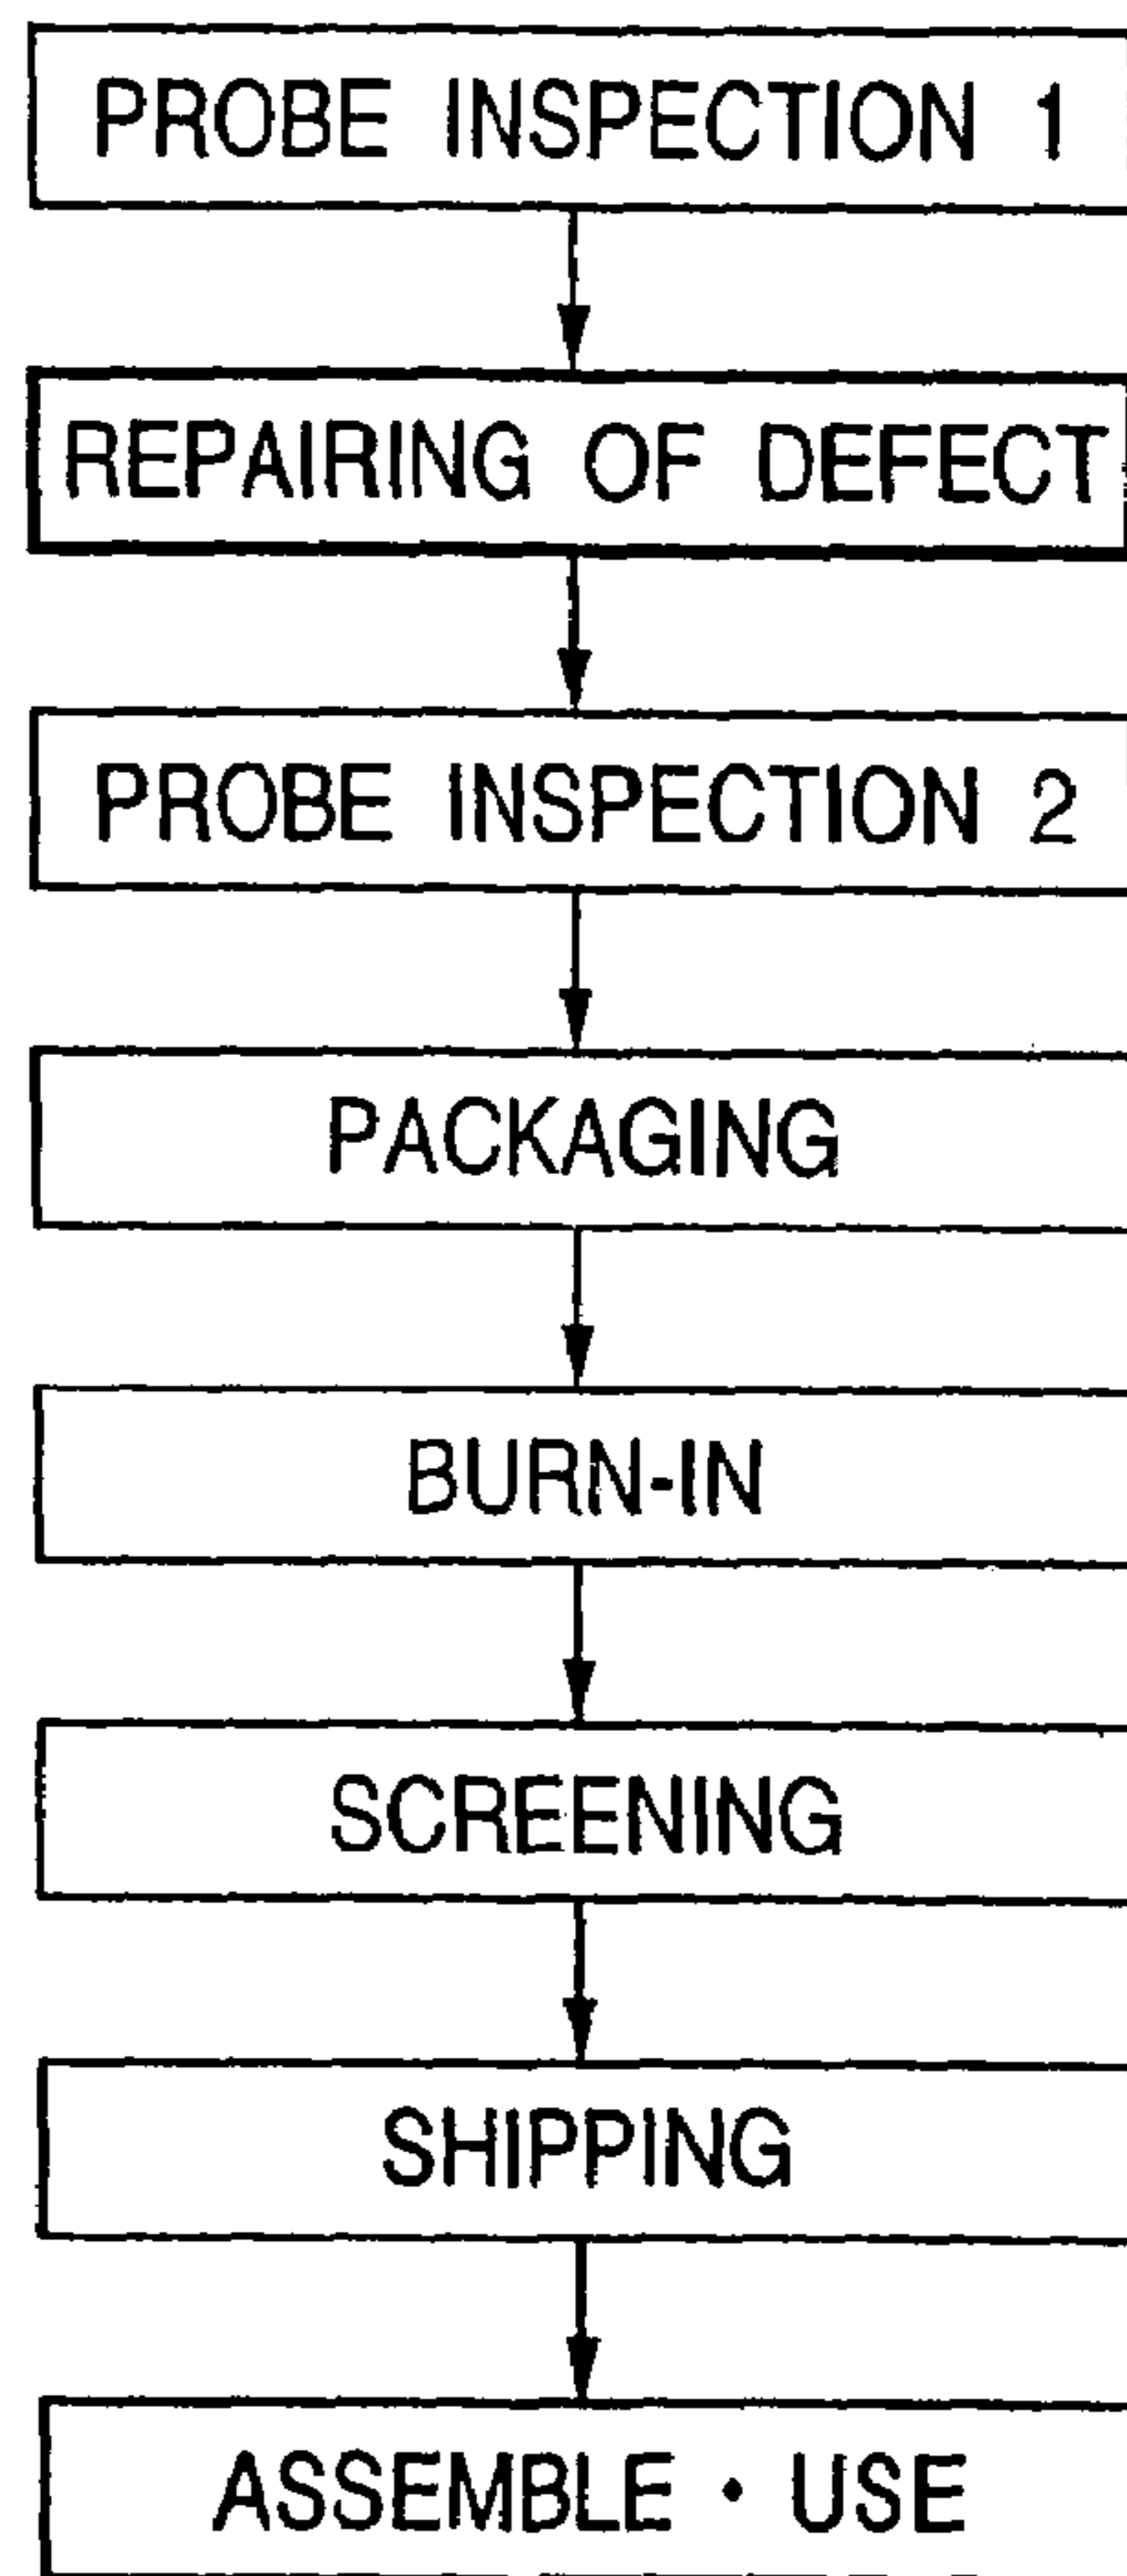 PROBE INSPECTION 1
REPAIRING OF DEFECT
PROBE INSPECTION 2
PACKAGING
BURN-IN
SCREENING
SHIPPING
ASSEMBLE · USE